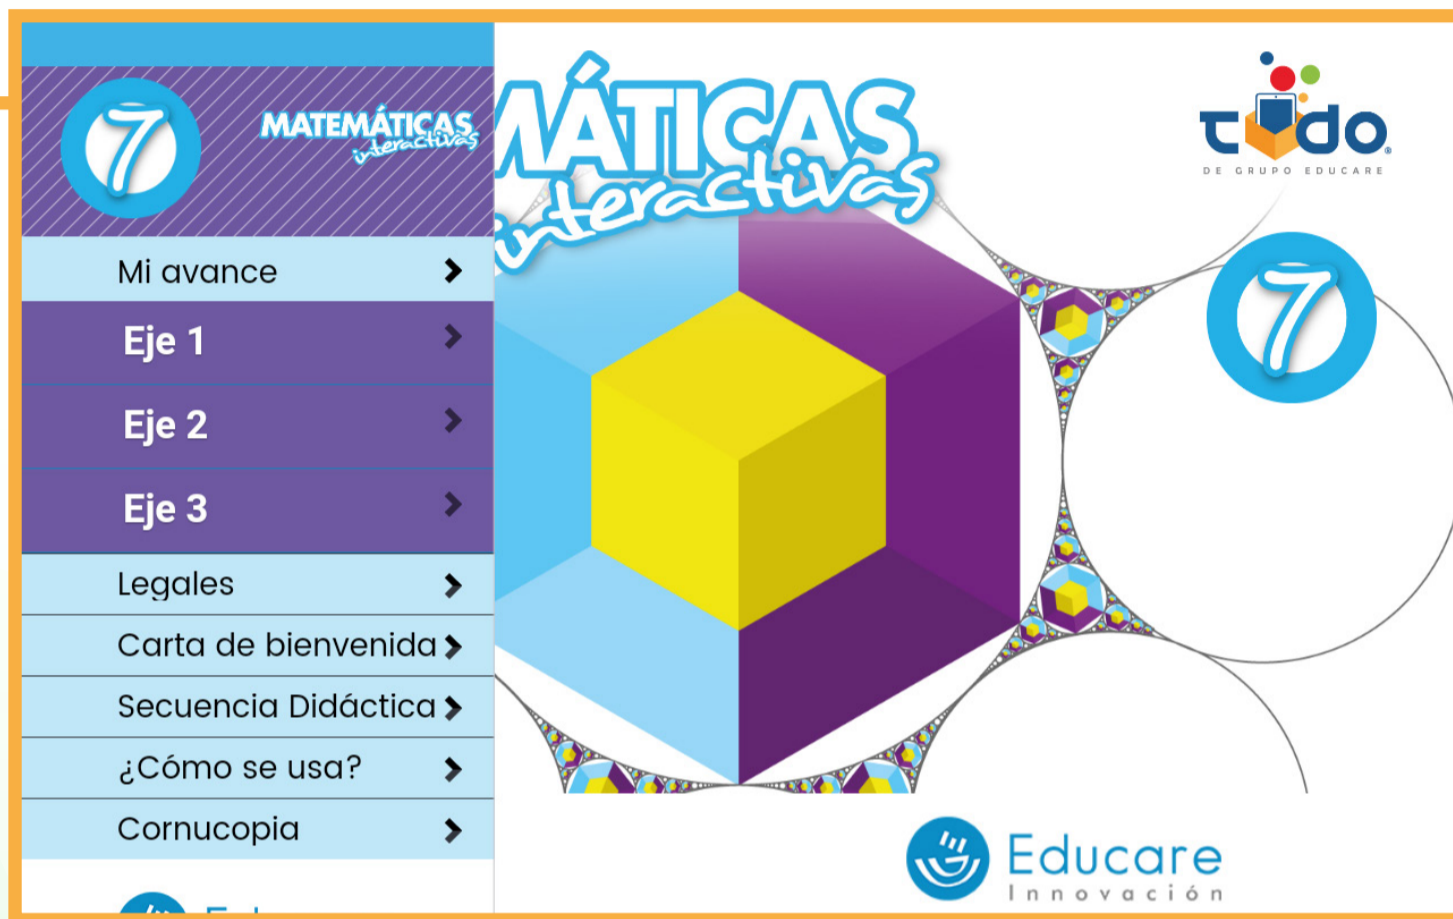 7
MATEMÁTICAS
interactivas
Mi avance
Eje 1
Eje 2
Eje 3
Legales
Carta de bienvenida
Secuencia Didáctica
¿Cómo se usa?
Cornucopia
MÁTICAS
interactivas
tudo
DE GRUPO EDUCARE
7
Educare
Innovación